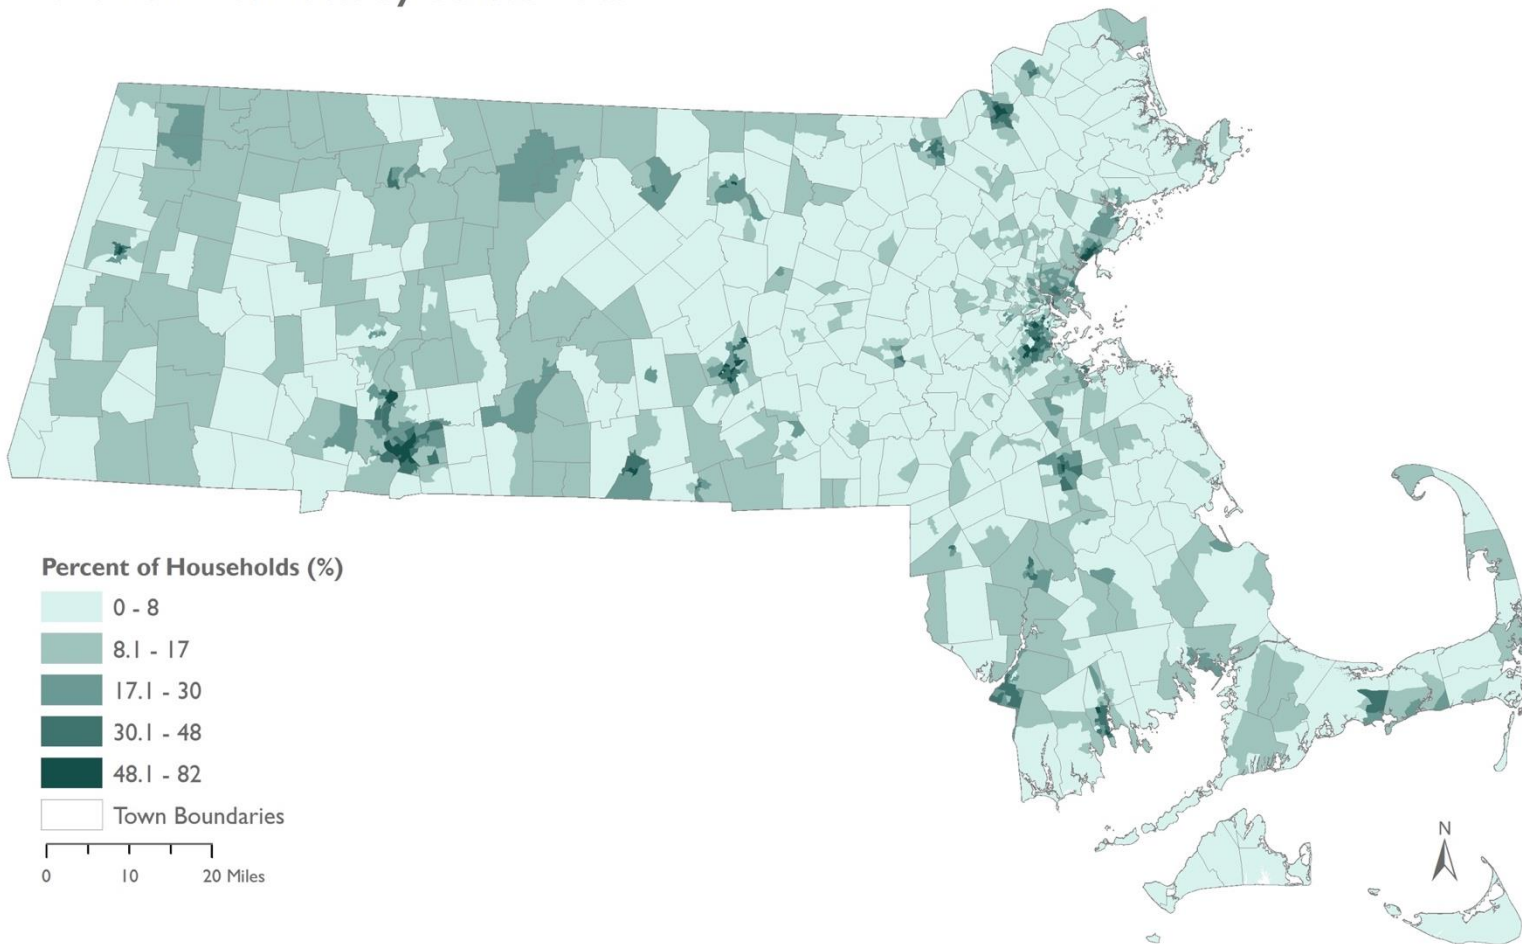 Percent of Households (%)
0 - 8
8.1 - 17
17.1 - 30
30.1 - 48
48.1 - 82
Town Boundaries
0 10 20 Miles
N